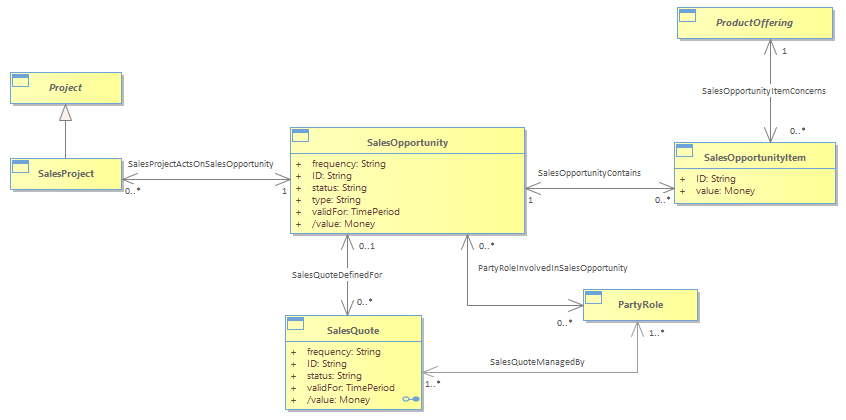 ProductOffering
1
Project
SalesOpportunityItemConcerns
0..*
SalesOpportunity
+ frequency: String
+ ID: String
+ status: String
+ type: String
+ validFor: TimePeriod
+ /value: Money
SalesOpportunityItem
+ ID: String
+ value: Money
SalesProject
SalesProjectActsOnSalesOpportunity
0..*
1
SalesOpportunityContains
1
0..*
0..1
SalesQuoteDefinedFor
0..*
0..*
PartyRoleInvolvedInSalesOpportunity
0..*
PartyRole
1..*
SalesQuote
+ frequency: String
+ ID: String
+ status: String
+ validFor: TimePeriod
+ /value: Money
SalesQuoteManagedBy
1..*